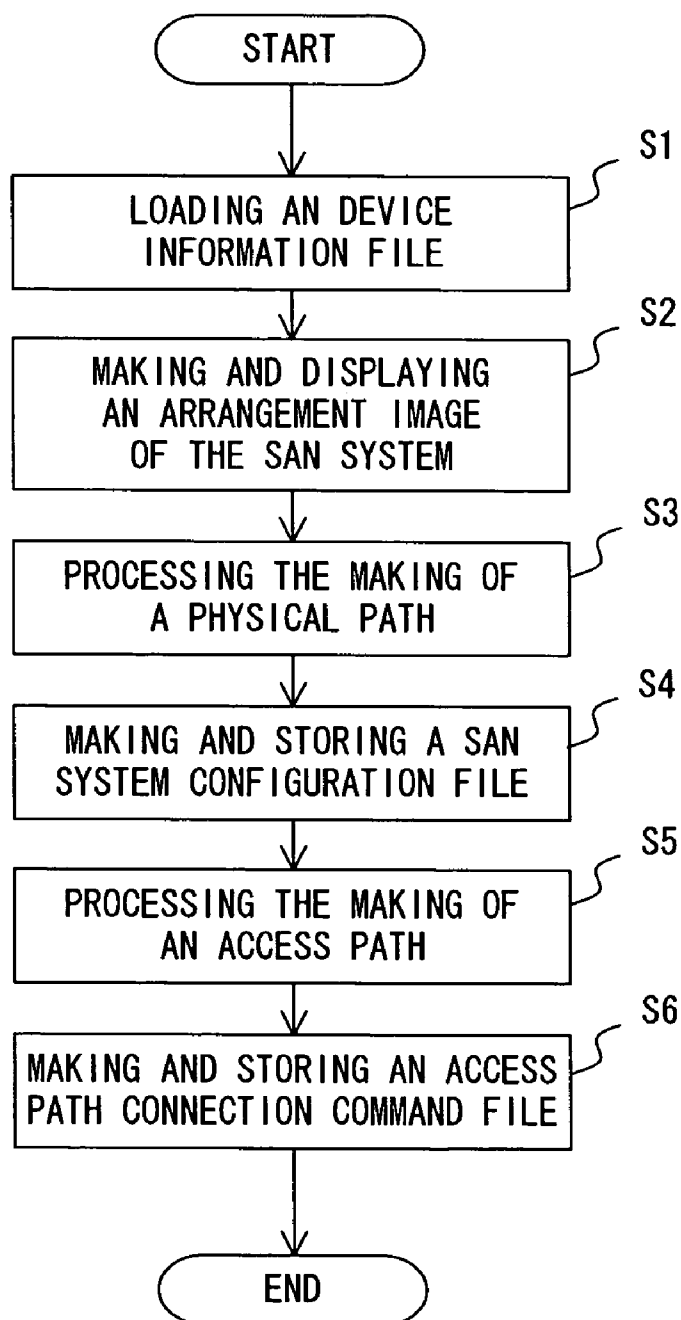 START
S1
LOADING AN DEVICE
INFORMATION FILE
S2
MAKING AND DISPLAYING
AN ARRANGEMENT IMAGE
OF THE SAN SYSTEM
S3
PROCESSING THE MAKING OF
A PHYSICAL PATH
S4
MAKING AND STORING A SAN
SYSTEM CONFIGURATION FILE
S5
PROCESSING THE MAKING OF
AN ACCESS PATH
S6
MAKING AND STORING AN ACCESS
PATH CONNECTION COMMAND FILE
END